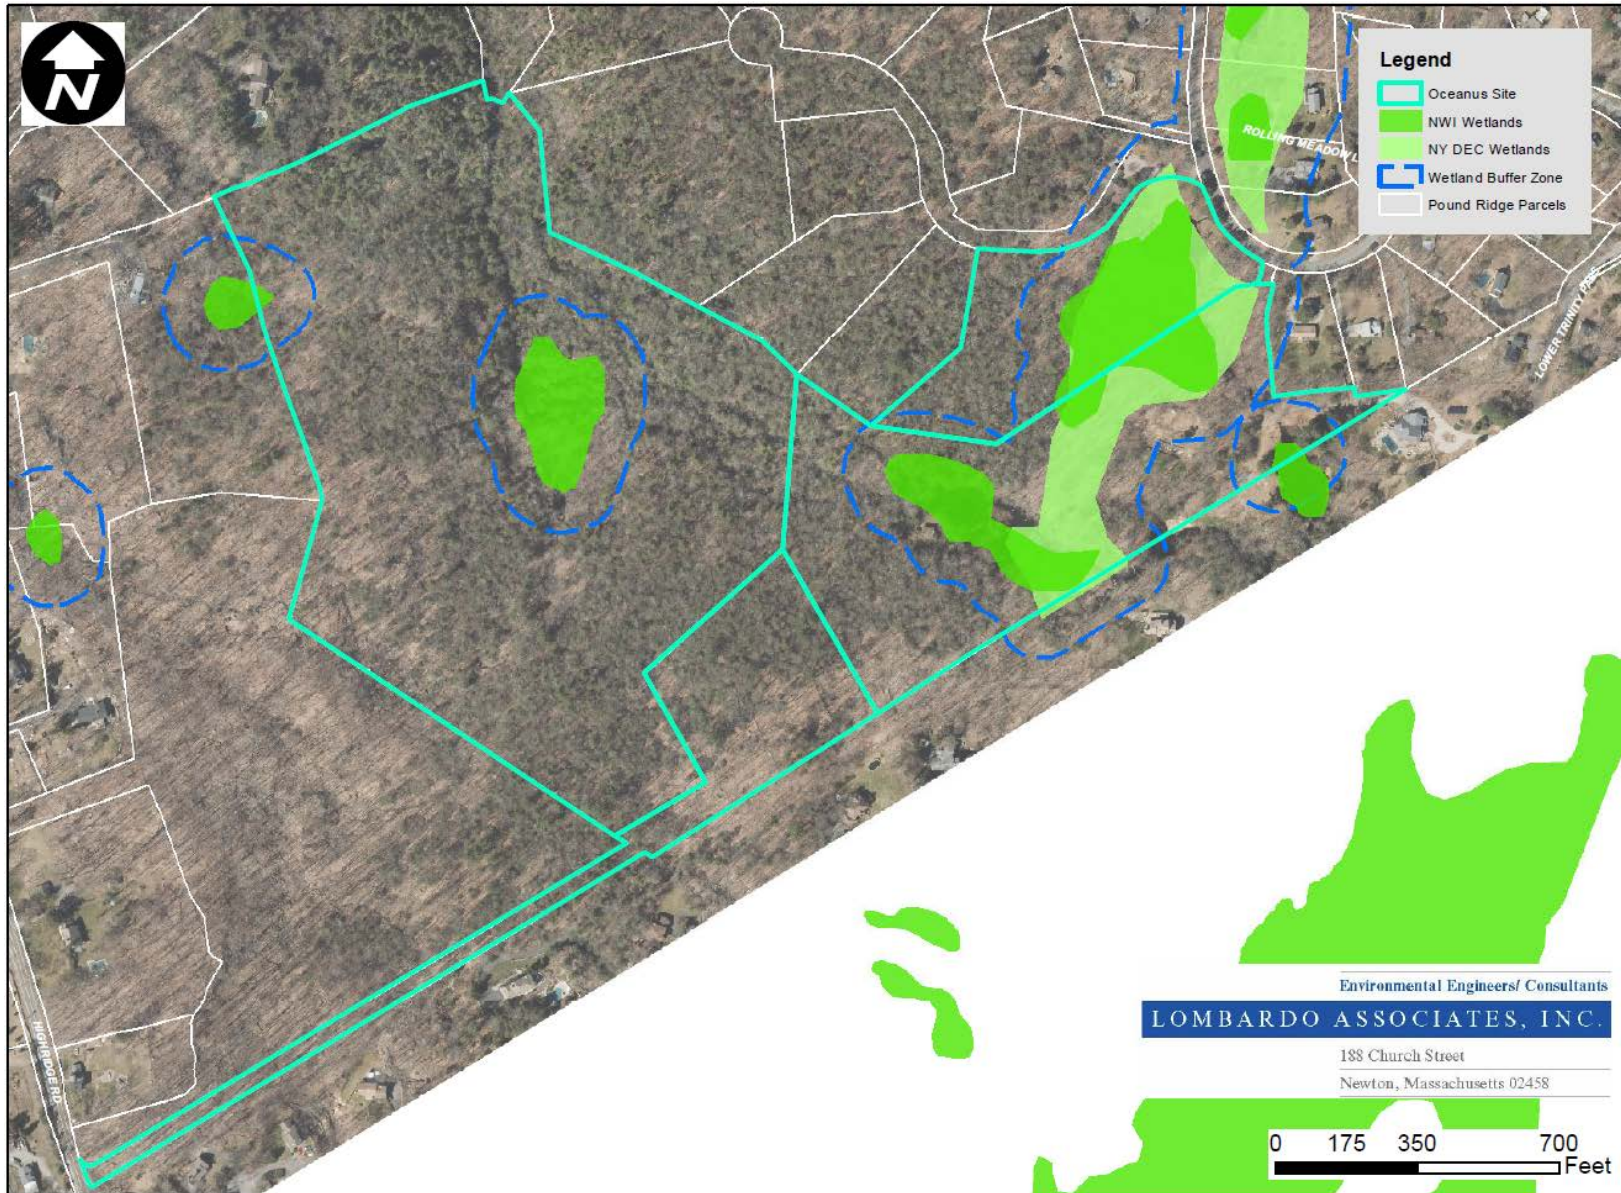 N
Legend
Oceanus Site
NWI Wetlands
NY DEC Wetlands
Wetland Buffer Zone
Pound Ridge Parcels
ROLLING MEADOW L
LOWER TRINITY PASS
HIGHRIDGE RD.
Environmental Engineers/ Consultants
LOMBARDO ASSOCIATES, INC.
188 Church Street
Newton, Massachusetts 02458
0 175 350 700
Feet